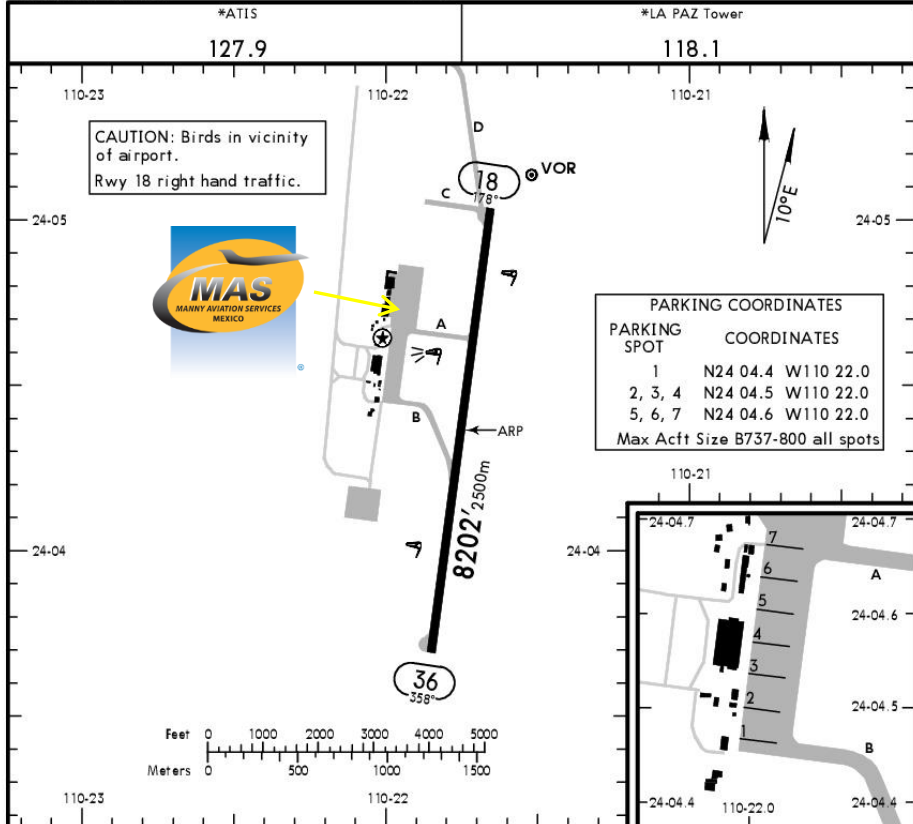 *ATIS
127.9
*LA PAZ Tower
118.1
110-23
110-22
110-21
CAUTION: Birds in vicinity
of airport.
Rwy 18 right hand traffic.
D
VOR
18
178°
C
10°E
24-05
24-05
MAS
MANNY AVIATION SERVICES
MEXICO
®
A
B
ARP
PARKING COORDINATES
PARKING
SPOT
COORDINATES
1 N24 04.4 W110 22.0
2, 3, 4 N24 04.5 W110 22.0
5, 6, 7 N24 04.6 W110 22.0
Max Acft Size B737-800 all spots
110-21
8202' 2500m
24-04
24-04
36
358°
Feet 0 1000 2000 3000 4000 5000
Meters 0 500 1000 1500
110-23
110-22
24-04.7
24-04.7
7
6
5
4
3
2
1
A
24-04.6
24-04.5
B
24-04.4
110-22.0
24-04.4